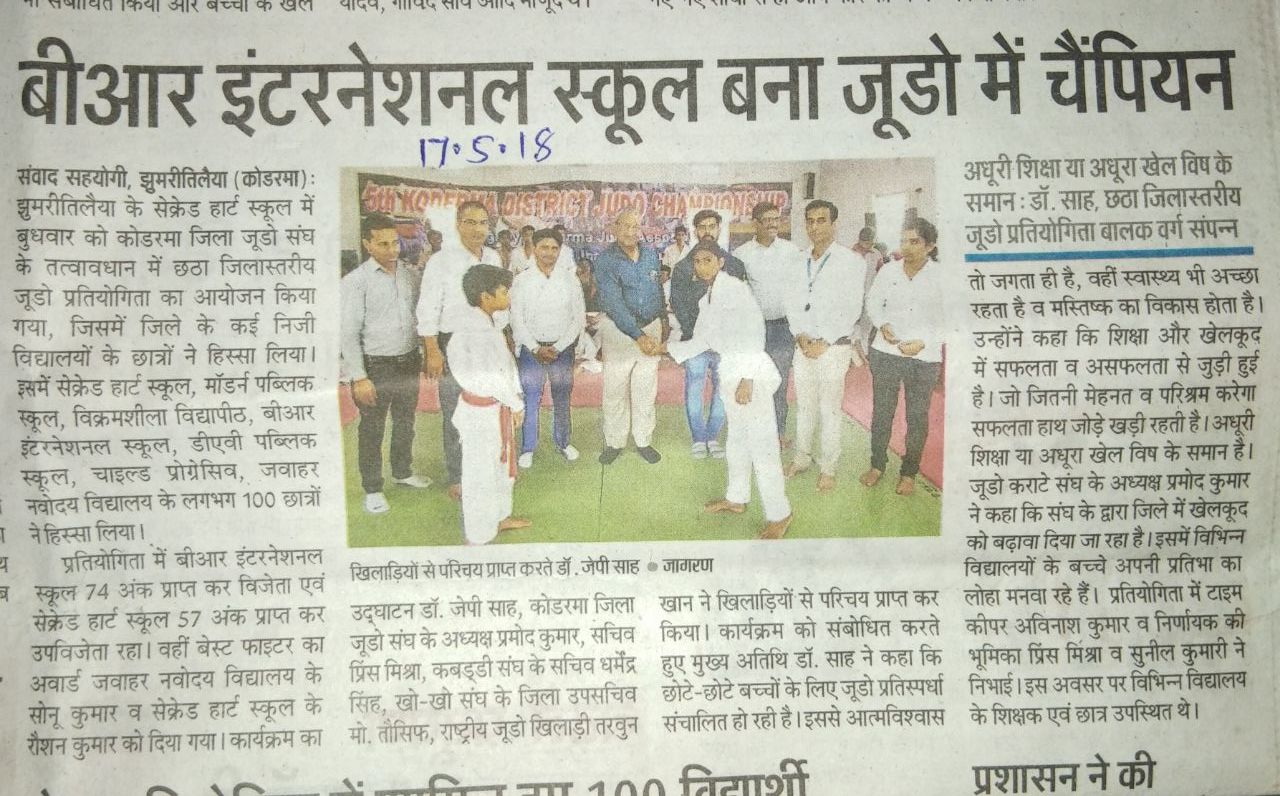 बीआर इंटरनेशनल स्कूल बना जूडो में चैंपियन
17.5.18
संवाद सहयोगी, झुमरीतिलैया (कोडरमा) :
झुमरीतिलैया के सेक्रेड हार्ट स्कूल में
बुधवार को कोडरमा जिला जूडो संघ
के तत्वावधान में छठा जिलास्तरीय
जूडो प्रतियोगिता का आयोजन किया
गया, जिसमें जिले के कई निजी
विद्यालयों के छात्रों ने हिस्सा लिया।
इसमें सेक्रेड हार्ट स्कूल, मॉडर्न पब्लिक
स्कूल, विक्रमशीला विद्यापीठ, बीआर
इंटरनेशनल स्कूल, डीएवी पब्लिक
स्कूल, चाइल्ड प्रोग्रेसिव, जवाहर
नवोदय विद्यालय के लगभग 100 छात्रों
ने हिस्सा लिया।
प्रतियोगिता में बीआर इंटरनेशनल
स्कूल 74 अंक प्राप्त कर विजेता एवं
सेक्रेड हार्ट स्कूल 57 अंक प्राप्त कर
उपविजेता रहा। वहीं बेस्ट फाइटर का
अवार्ड जवाहर नवोदय विद्यालय के
सोनू कुमार व सेक्रेड हार्ट स्कूल के
रौशन कुमार को दिया गया। कार्यक्रम का
5th KODERMA DISTRICT JUDO CHAMPIONSHIP
खिलाड़ियों से परिचय प्राप्त करते डॉ. जेपी साह ● जागरण
उद्घाटन डॉ. जेपी साह, कोडरमा जिला
जूडो संघ के अध्यक्ष प्रमोद कुमार, सचिव
प्रिंस मिश्रा, कबड्डी संघ के सचिव धर्मेंद्र
सिंह, खो-खो संघ के जिला उपसचिव
मो. तौसिफ, राष्ट्रीय जूडो खिलाड़ी तरवुन
खान ने खिलाड़ियों से परिचय प्राप्त कर
किया। कार्यक्रम को संबोधित करते
हुए मुख्य अतिथि डॉ. साह ने कहा कि
छोटे-छोटे बच्चों के लिए जूडो प्रतिस्पर्धा
संचालित हो रही है। इससे आत्मविश्वास
अधूरी शिक्षा या अधूरा खेल विष के
समान : डॉ. साह, छठा जिलास्तरीय
जूडो प्रतियोगिता बालक वर्ग संपन्न
तो जगता ही है, वहीं स्वास्थ्य भी अच्छा
रहता है व मस्तिष्क का विकास होता है।
उन्होंने कहा कि शिक्षा और खेलकूद
में सफलता व असफलता से जुड़ी हुई
है। जो जितनी मेहनत व परिश्रम करेगा
सफलता हाथ जोड़े खड़ी रहती है। अधूरी
शिक्षा या अधूरा खेल विष के समान है।
जूडो कराटे संघ के अध्यक्ष प्रमोद कुमार
ने कहा कि संघ के द्वारा जिले में खेलकूद
को बढ़ावा दिया जा रहा है। इसमें विभिन्न
विद्यालयों के बच्चे अपनी प्रतिभा का
लोहा मनवा रहे हैं। प्रतियोगिता में टाइम
कीपर अविनाश कुमार व निर्णायक की
भूमिका प्रिंस मिश्रा व सुनील कुमारी ने
निभाई। इस अवसर पर विभिन्न विद्यालय
के शिक्षक एवं छात्र उपस्थित थे।
100 विद्यार्थी
प्रशासन ने की